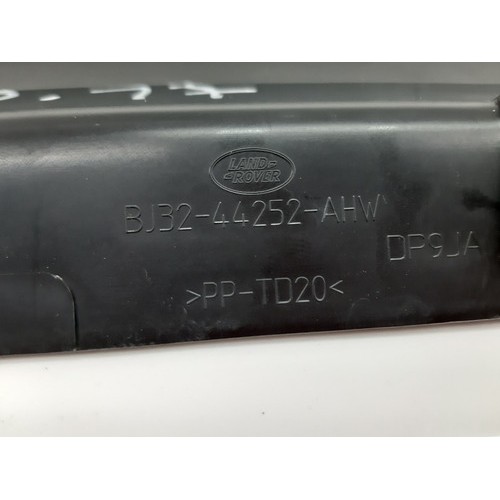 LAND-
-ROVER
BJ32-44252-AHW
DP9JA
>PP-TD20<